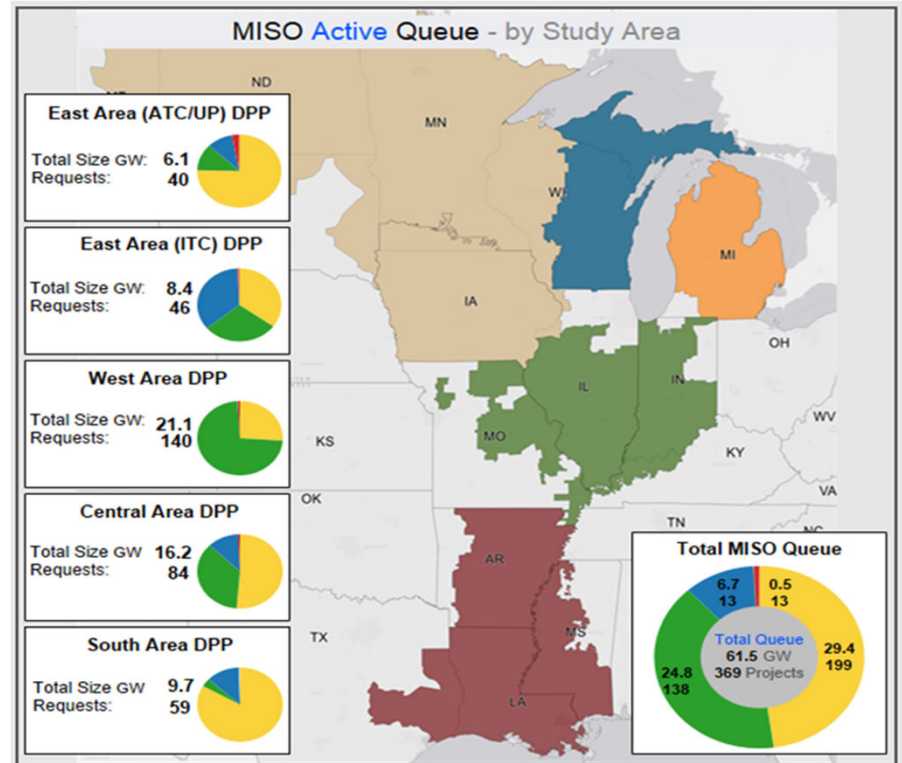 MISO Active Queue - by Study Area
ND
MN
WI
MI
IA
OH
IL
IN
MO
WV
KS
KY
VA
OK
TN
AR
MS
TX
LA
East Area (ATC/UP) DPP
Total Size GW: 6.1
Requests: 40
East Area (ITC) DPP
Total Size GW: 8.4
Requests: 46
West Area DPP
Total Size GW: 21.1
Requests: 140
Central Area DPP
Total Size GW 16.2
Requests: 84
South Area DPP
Total Size GW 9.7
Requests: 59
Total MISO Queue
6.7 0.5
13 13
Total Queue
61.5 GW
369 Projects
29.4
199
24.8
138